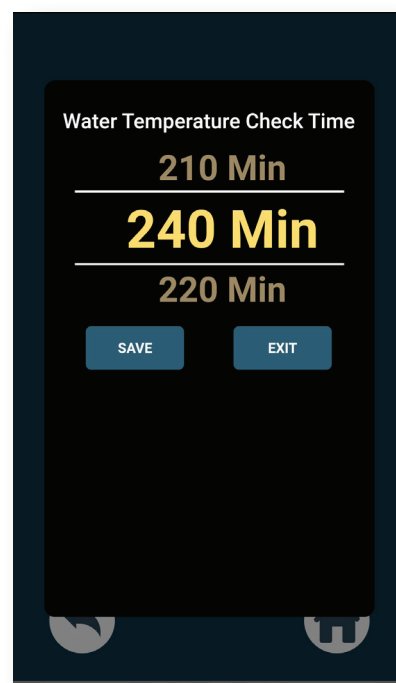 Water Temperature Check Time
210 Min
240 Min
220 Min
SAVE
EXIT